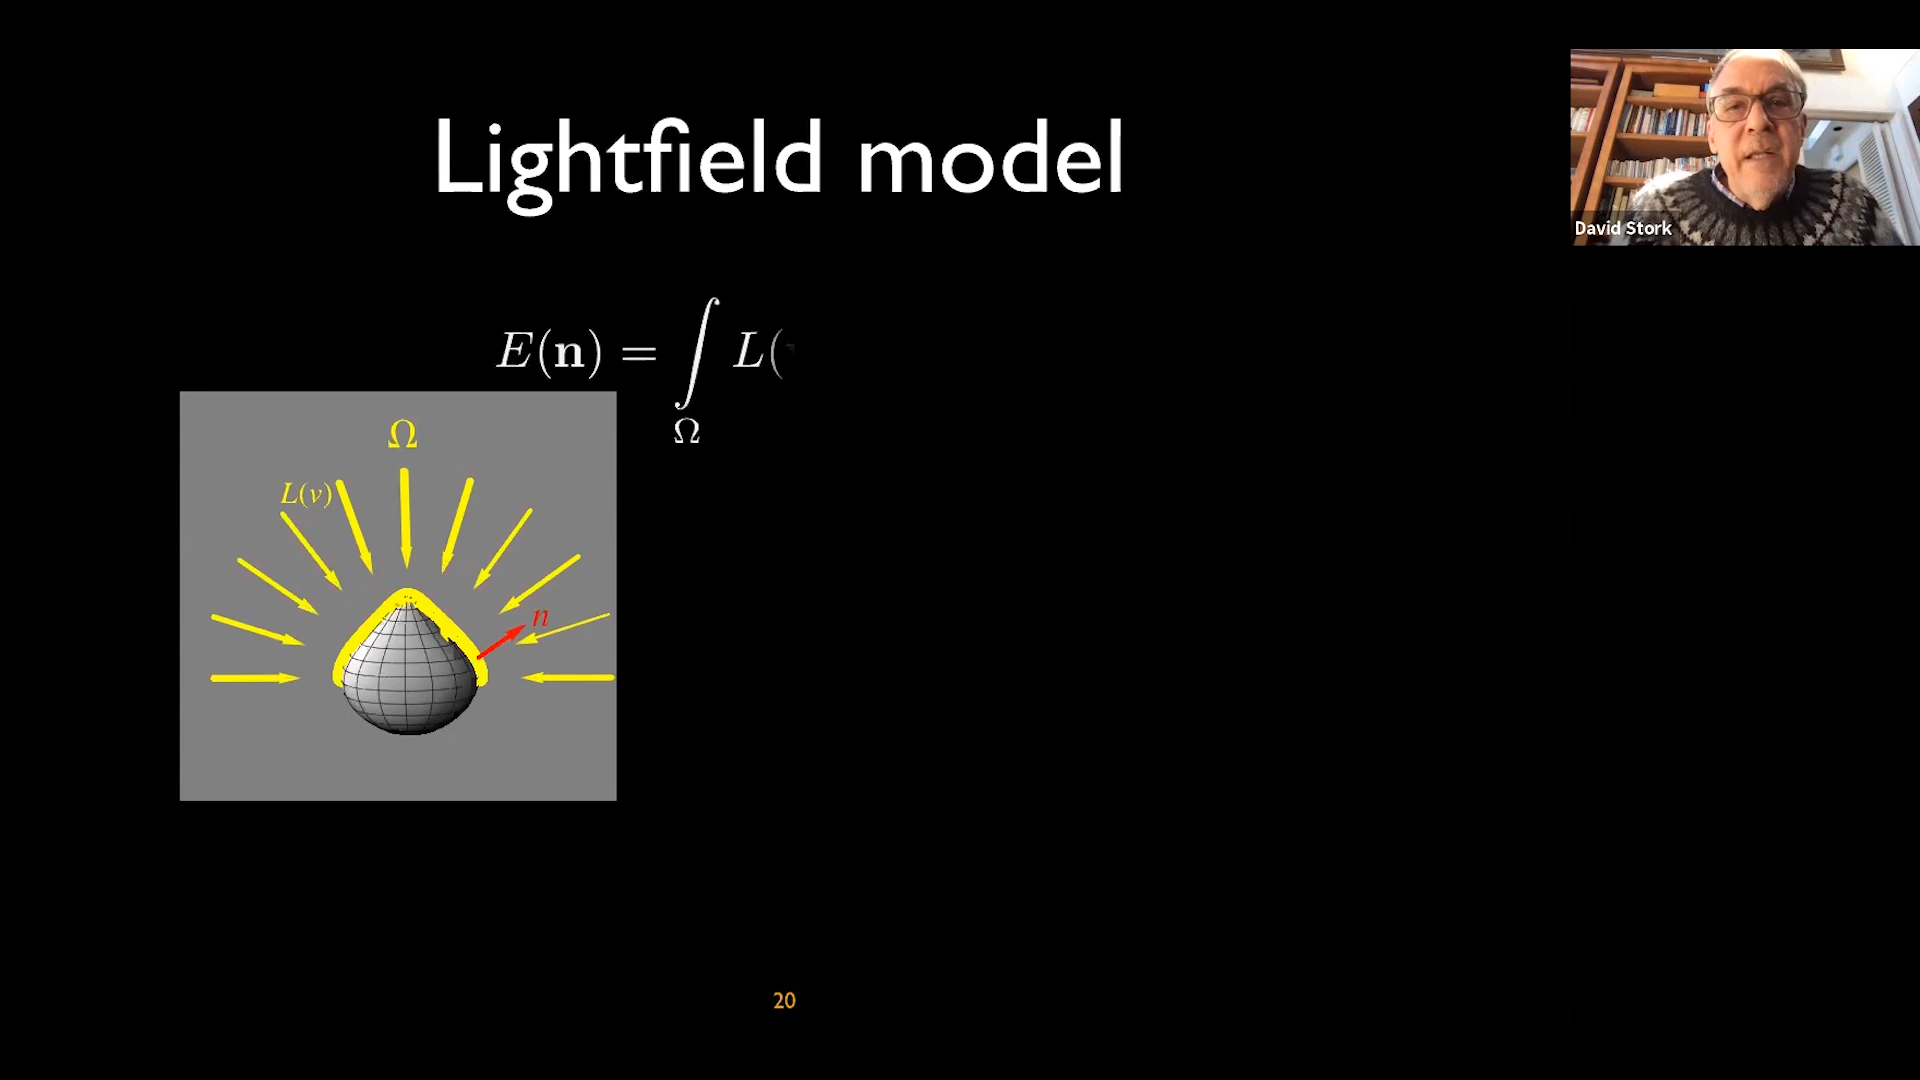 Lightfield model
David Stork
E(n) = ∫ L(
Ω
Ω
L(v)
n
20